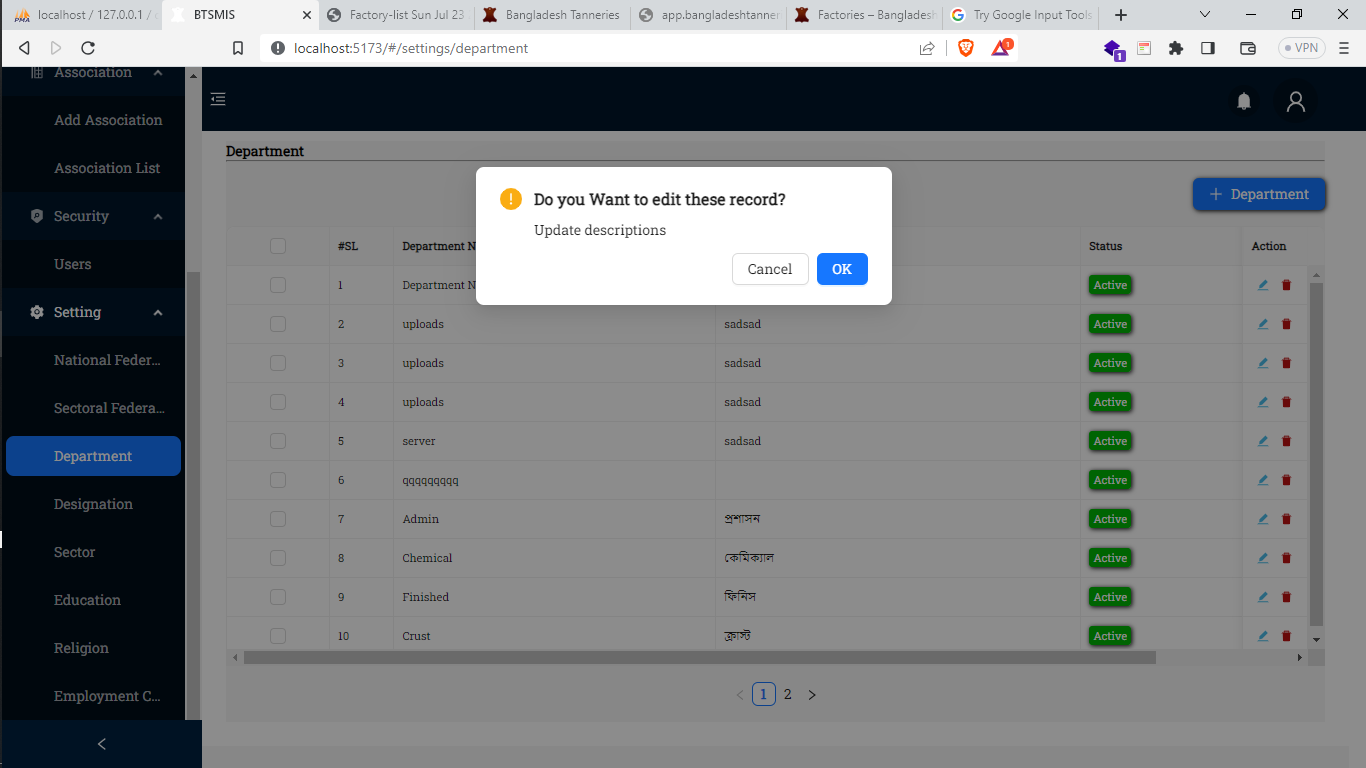 localhost / 127.0.0.1 /
BTSMIS
Factory-list Sun Jul 23
Bangladesh Tanneries
app.bangladeshtanner
Factories – Bangladesh
Try Google Input Tools
localhost:5173/#/settings/department
1
1
VPN
Association
Add Association
Association List
Security
Users
Setting
National Feder...
Sectoral Federa...
Department
Designation
Sector
Education
Religion
Employment C...
Department
+ Department
Do you Want to edit these record?
Update descriptions
Cancel OK
#SL Department N Status Action
1 Department N Active
2 uploads sadsad Active
3 uploads sadsad Active
4 uploads sadsad Active
5 server sadsad Active
6 qqqqqqqqq Active
7 Admin প্রশাসন Active
8 Chemical কেমিক্যাল Active
9 Finished ফিনিস Active
10 Crust ক্রাস্ট Active
< 1 2 >